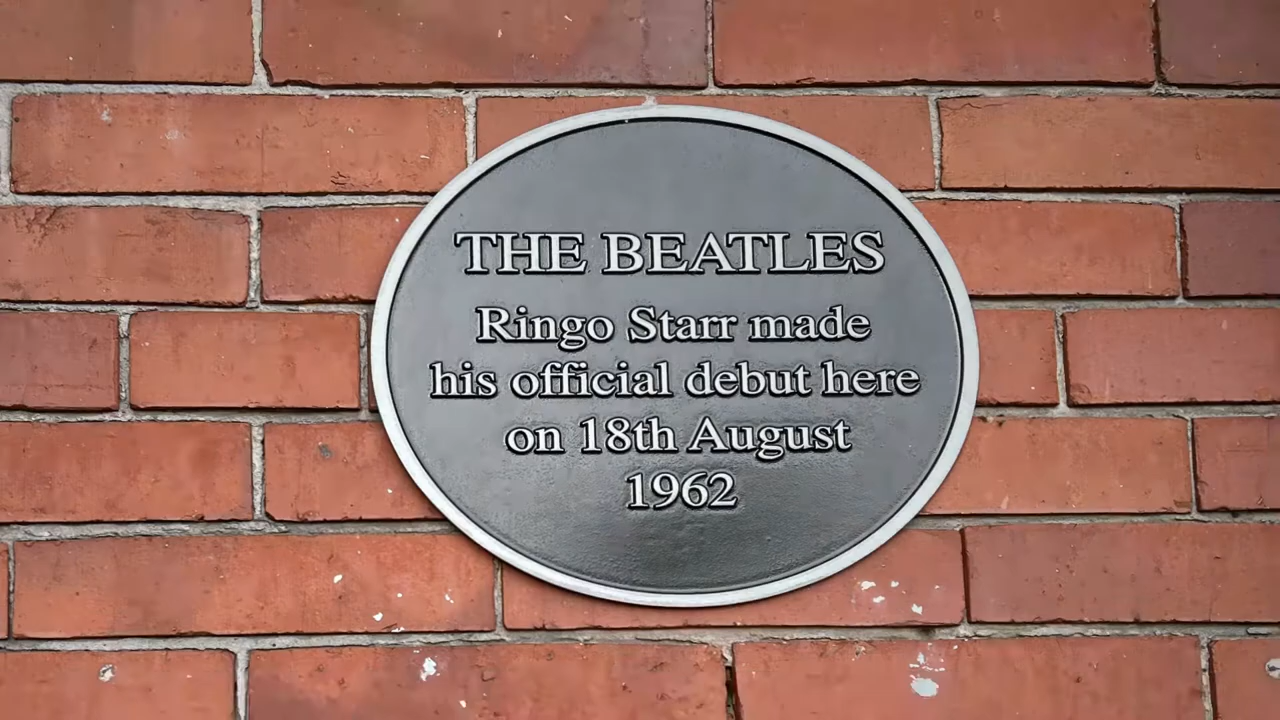 THE BEATLES
Ringo Starr made
his official debut here
on 18th August
1962